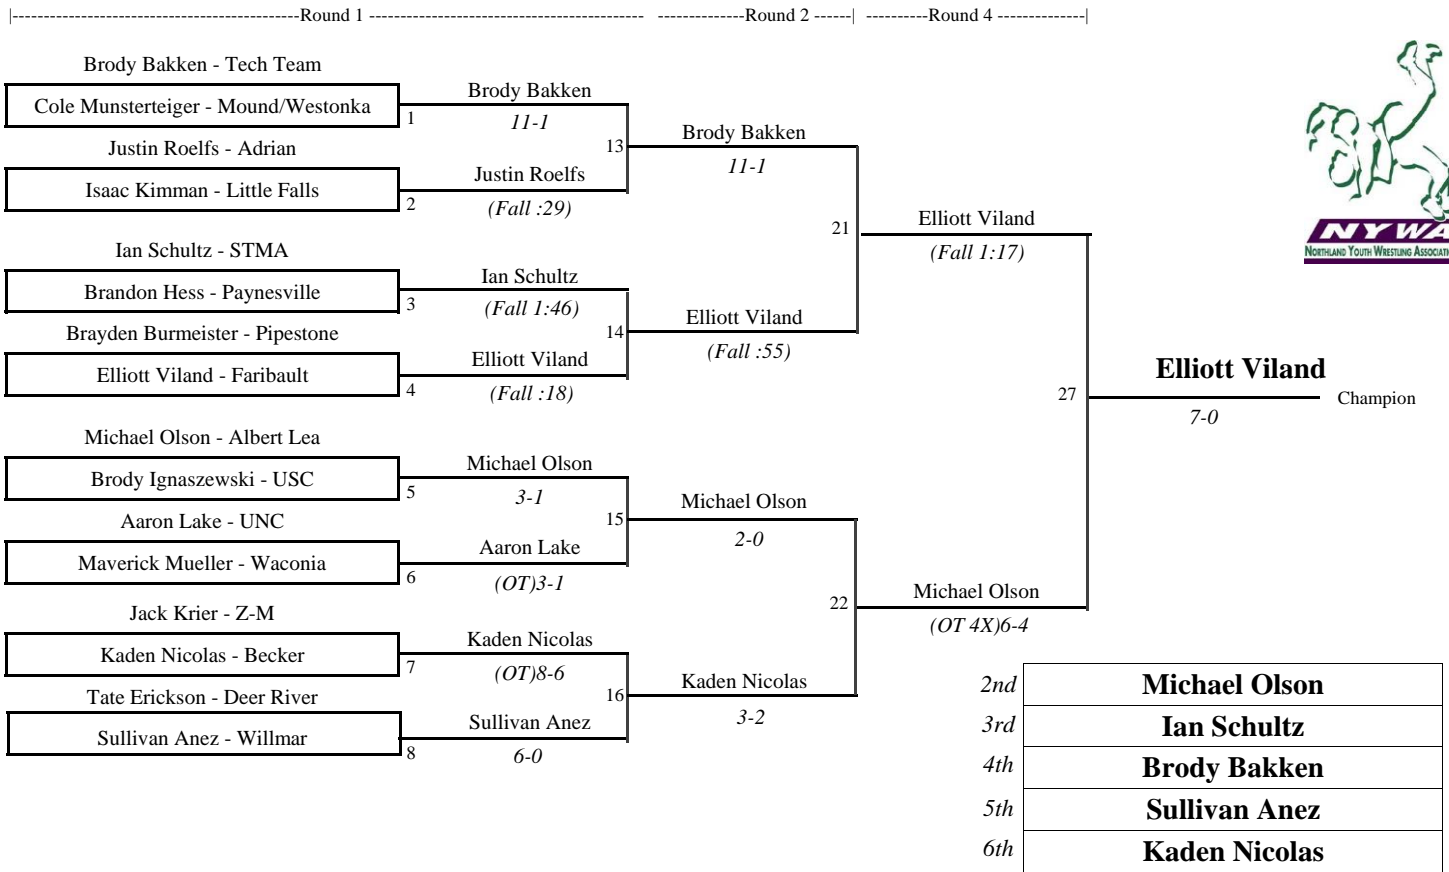 |--------------------------------------------Round 1 ------------------------------------------ --------------Round 2 ------| ----------Round 4 --------------|
Brody Bakken - Tech Team
Cole Munsterteiger - Mound/Westonka
1
Justin Roelfs - Adrian
Isaac Kimman - Little Falls
2
Ian Schultz - STMA
Brandon Hess - Paynesville
3
Brayden Burmeister - Pipestone
Elliott Viland - Faribault
4
Michael Olson - Albert Lea
Brody Ignaszewski - USC
5
Aaron Lake - UNC
Maverick Mueller - Waconia
6
Jack Krier - Z-M
Kaden Nicolas - Becker
7
Tate Erickson - Deer River
Sullivan Anez - Willmar
8
Brody Bakken
11-1
13
Justin Roelfs
(Fall :29)
Ian Schultz
(Fall 1:46)
14
Elliott Viland
(Fall :18)
Michael Olson
3-1
15
Aaron Lake
(OT)3-1
Kaden Nicolas
(OT)8-6
16
Sullivan Anez
6-0
Brody Bakken
11-1
21
Elliott Viland
(Fall :55)
Michael Olson
2-0
22
Kaden Nicolas
3-2
Elliott Viland
(Fall 1:17)
27
Michael Olson
(OT 4X)6-4
Elliott Viland
Champion
7-0
NYWA
NORTHLAND YOUTH WRESTLING
2nd Michael Olson
3rd Ian Schultz
4th Brody Bakken
5th Sullivan Anez
6th Kaden Nicolas